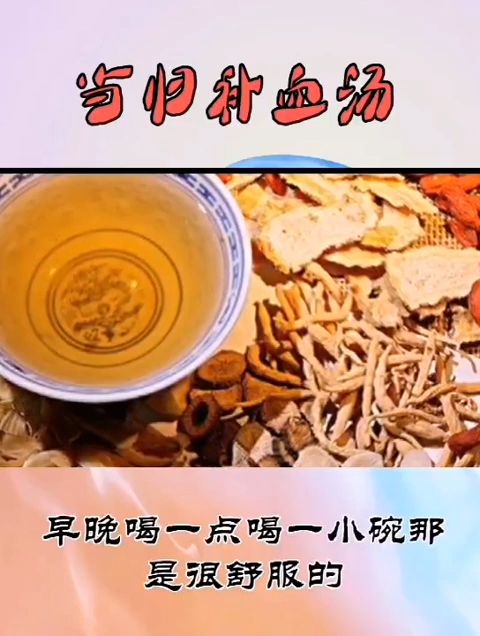 当归补血汤
早晚喝一点喝一小碗那
是很舒服的